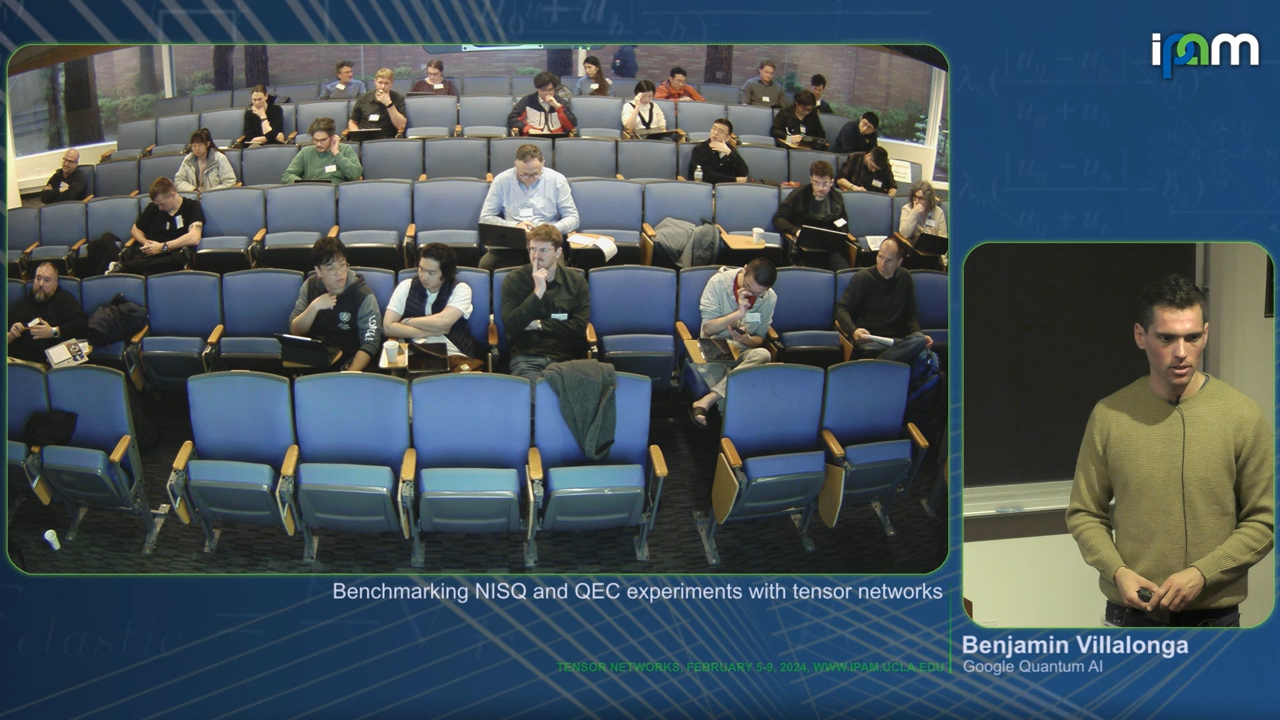 ipam
Benchmarking NISQ and QEC experiments with tensor networks
Benjamin Villalonga
Google Quantum AI
TENSOR NETWORKS, FEBRUARY 5-9, 2024, WWW.IPAM.UCLA.EDU
elastic